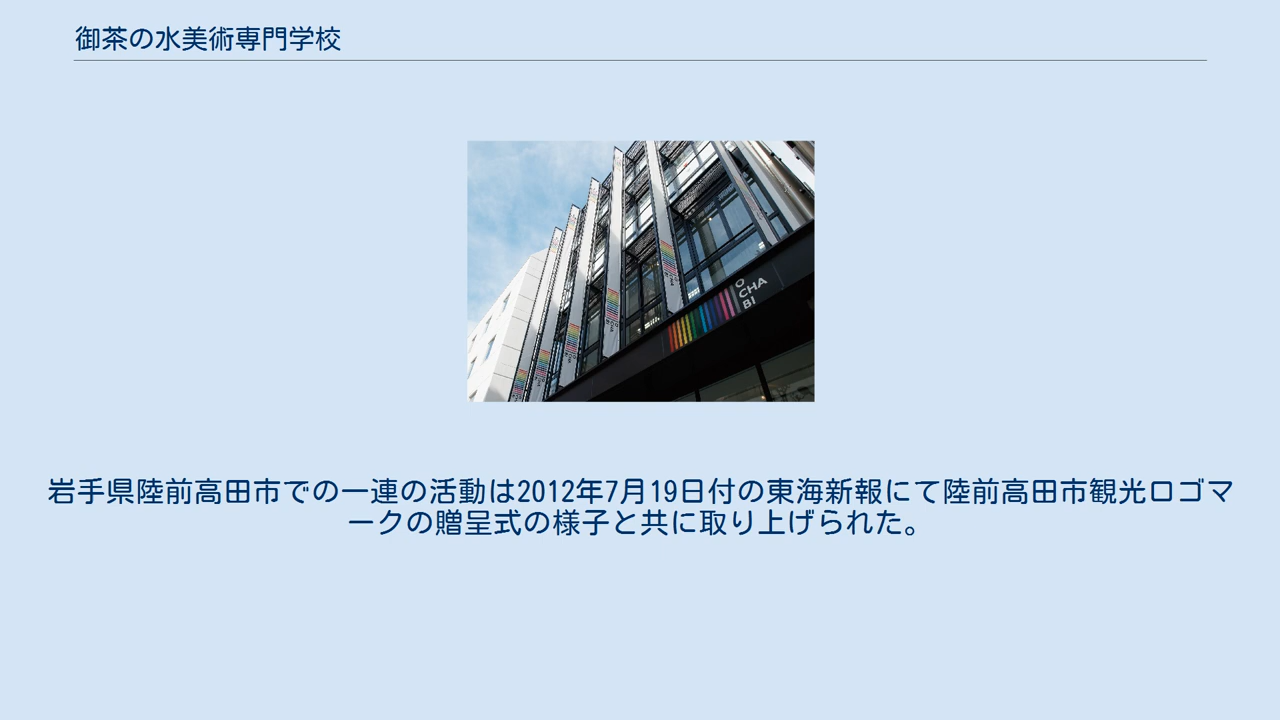 御茶の水美術専門学校
O
CHA
BI
岩手県陸前高田市での一連の活動は2012年7月19日付の東海新報にて陸前高田市観光ロゴマ
ークの贈呈式の様子と共に取り上げられた。